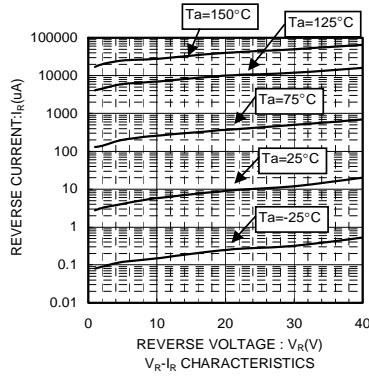 Ta=150°C
Ta=125°C
Ta=75°C
Ta=25°C
Ta=-25°C
100000
10000
1000
100
10
1
0.1
0.01
REVERSE CURRENT:IR(uA)
0 10 20 30 40
REVERSE VOLTAGE : VR(V)
VR-IR CHARACTERISTICS